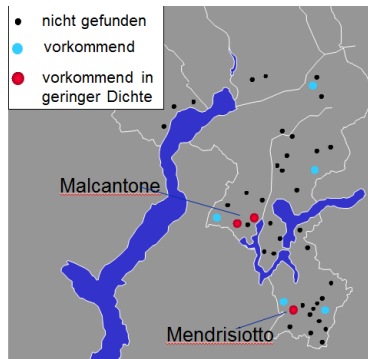 nicht gefunden
vorkommend
vorkommend in
geringer Dichte
Malcantone
Mendrisiotto